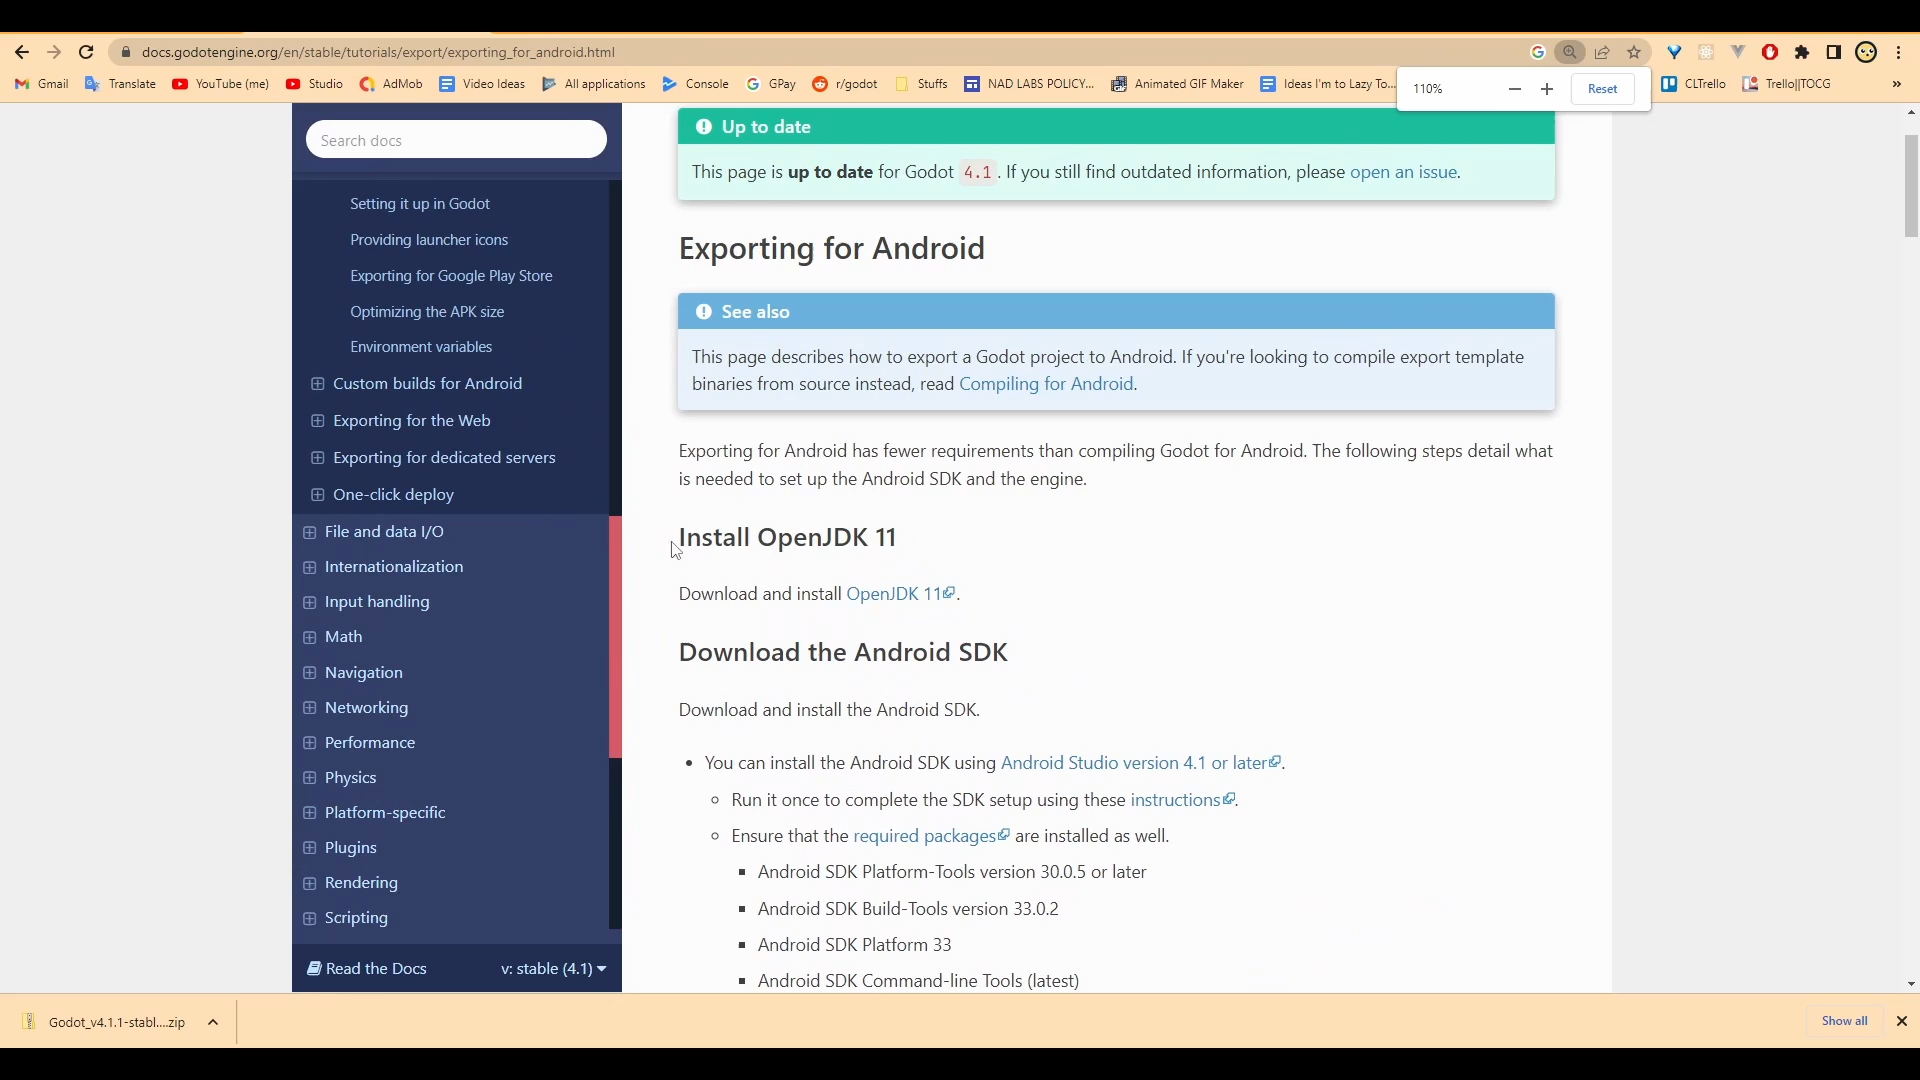 docs.godotengine.org/en/stable/tutorials/export/exporting_for_android.html
Gmail Translate YouTube (me) Studio AdMob Video Ideas All applications Console GPay r/godot Stuffs NAD LABS POLICY... Animated GIF Maker Ideas I'm to Lazy To... CLTrello Trello||TOCG »
110% Reset
Search docs
Setting it up in Godot
Providing launcher icons
Exporting for Google Play Store
Optimizing the APK size
Environment variables
Custom builds for Android
Exporting for the Web
Exporting for dedicated servers
One-click deploy
File and data I/O
Internationalization
Input handling
Math
Navigation
Networking
Performance
Physics
Platform-specific
Plugins
Rendering
Scripting
Read the Docs v: stable (4.1)
Up to date
This page is up to date for Godot 4.1. If you still find outdated information, please open an issue.
Exporting for Android
See also
This page describes how to export a Godot project to Android. If you're looking to compile export template
binaries from source instead, read Compiling for Android.
Exporting for Android has fewer requirements than compiling Godot for Android. The following steps detail what
is needed to set up the Android SDK and the engine.
Install OpenJDK 11
Download and install OpenJDK 11.
Download the Android SDK
Download and install the Android SDK.
• You can install the Android SDK using Android Studio version 4.1 or later.
Run it once to complete the SDK setup using these instructions.
Ensure that the required packages are installed as well.
Android SDK Platform-Tools version 30.0.5 or later
Android SDK Build-Tools version 33.0.2
Android SDK Platform 33
Android SDK Command-line Tools (latest)
Godot_v4.1.1-stabl....zip
Show all